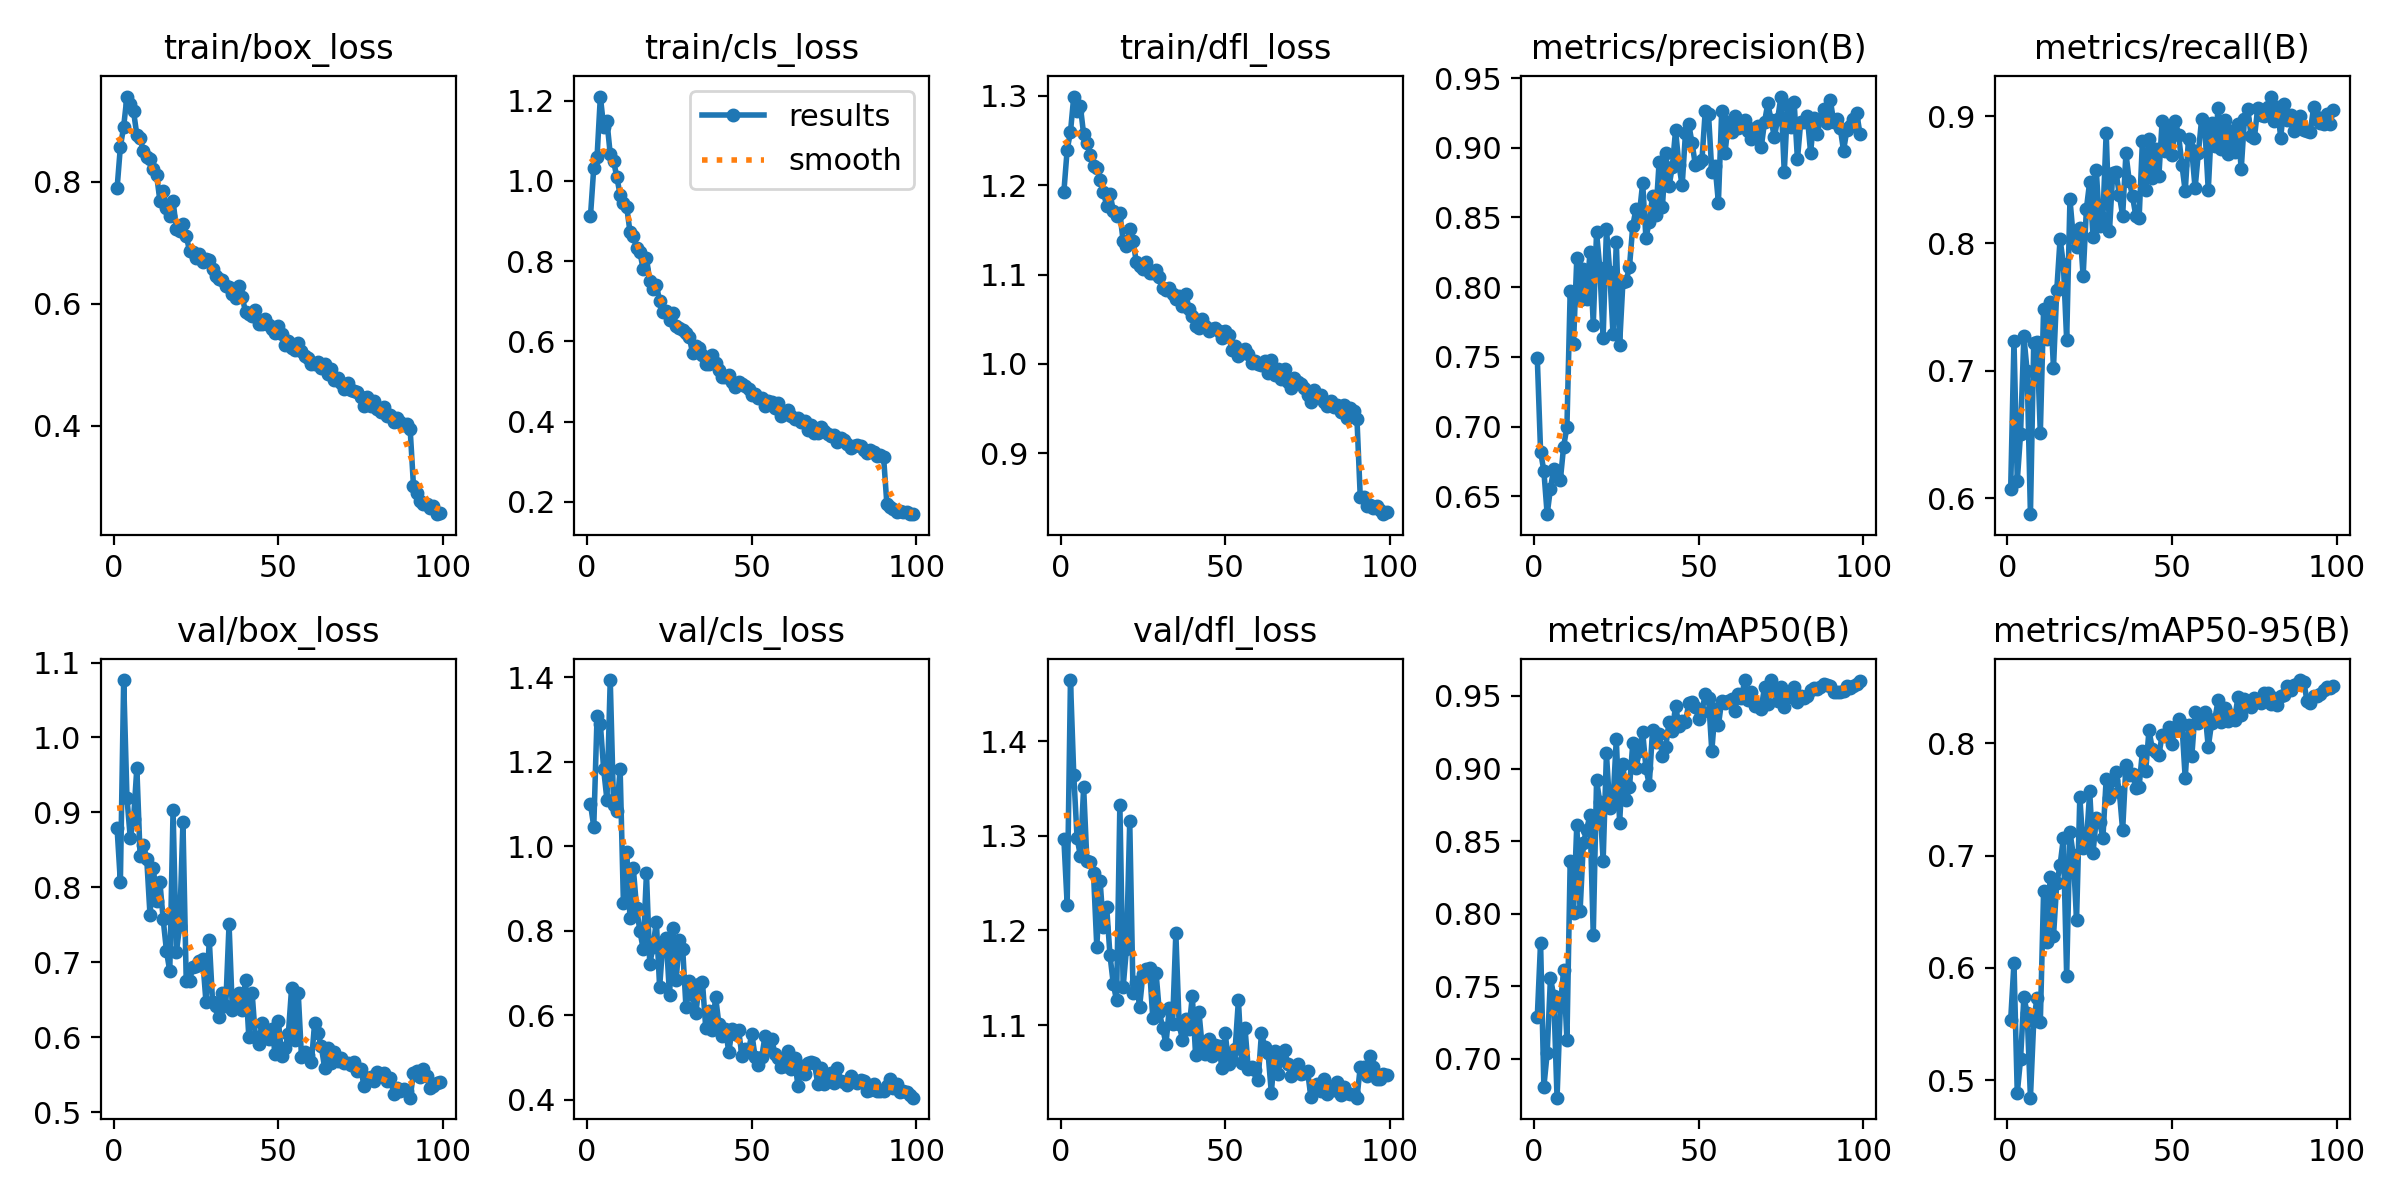 train/box_loss
train/cls_loss
train/dfl_loss
metrics/precision(B)
metrics/recall(B)
results
smooth
0.8
0.6
0.4
0 50 100
1.2
1.0
0.8
0.6
0.4
0.2
0 50 100
1.3
1.2
1.1
1.0
0.9
0 50 100
0.95
0.90
0.85
0.80
0.75
0.70
0.65
0 50 100
0.9
0.8
0.7
0.6
0 50 100
val/box_loss
val/cls_loss
val/dfl_loss
metrics/mAP50(B)
metrics/mAP50-95(B)
1.1
1.0
0.9
0.8
0.7
0.6
0.5
0 50 100
1.4
1.2
1.0
0.8
0.6
0.4
0 50 100
1.4
1.3
1.2
1.1
0 50 100
0.95
0.90
0.85
0.80
0.75
0.70
0 50 100
0.8
0.7
0.6
0.5
0 50 100